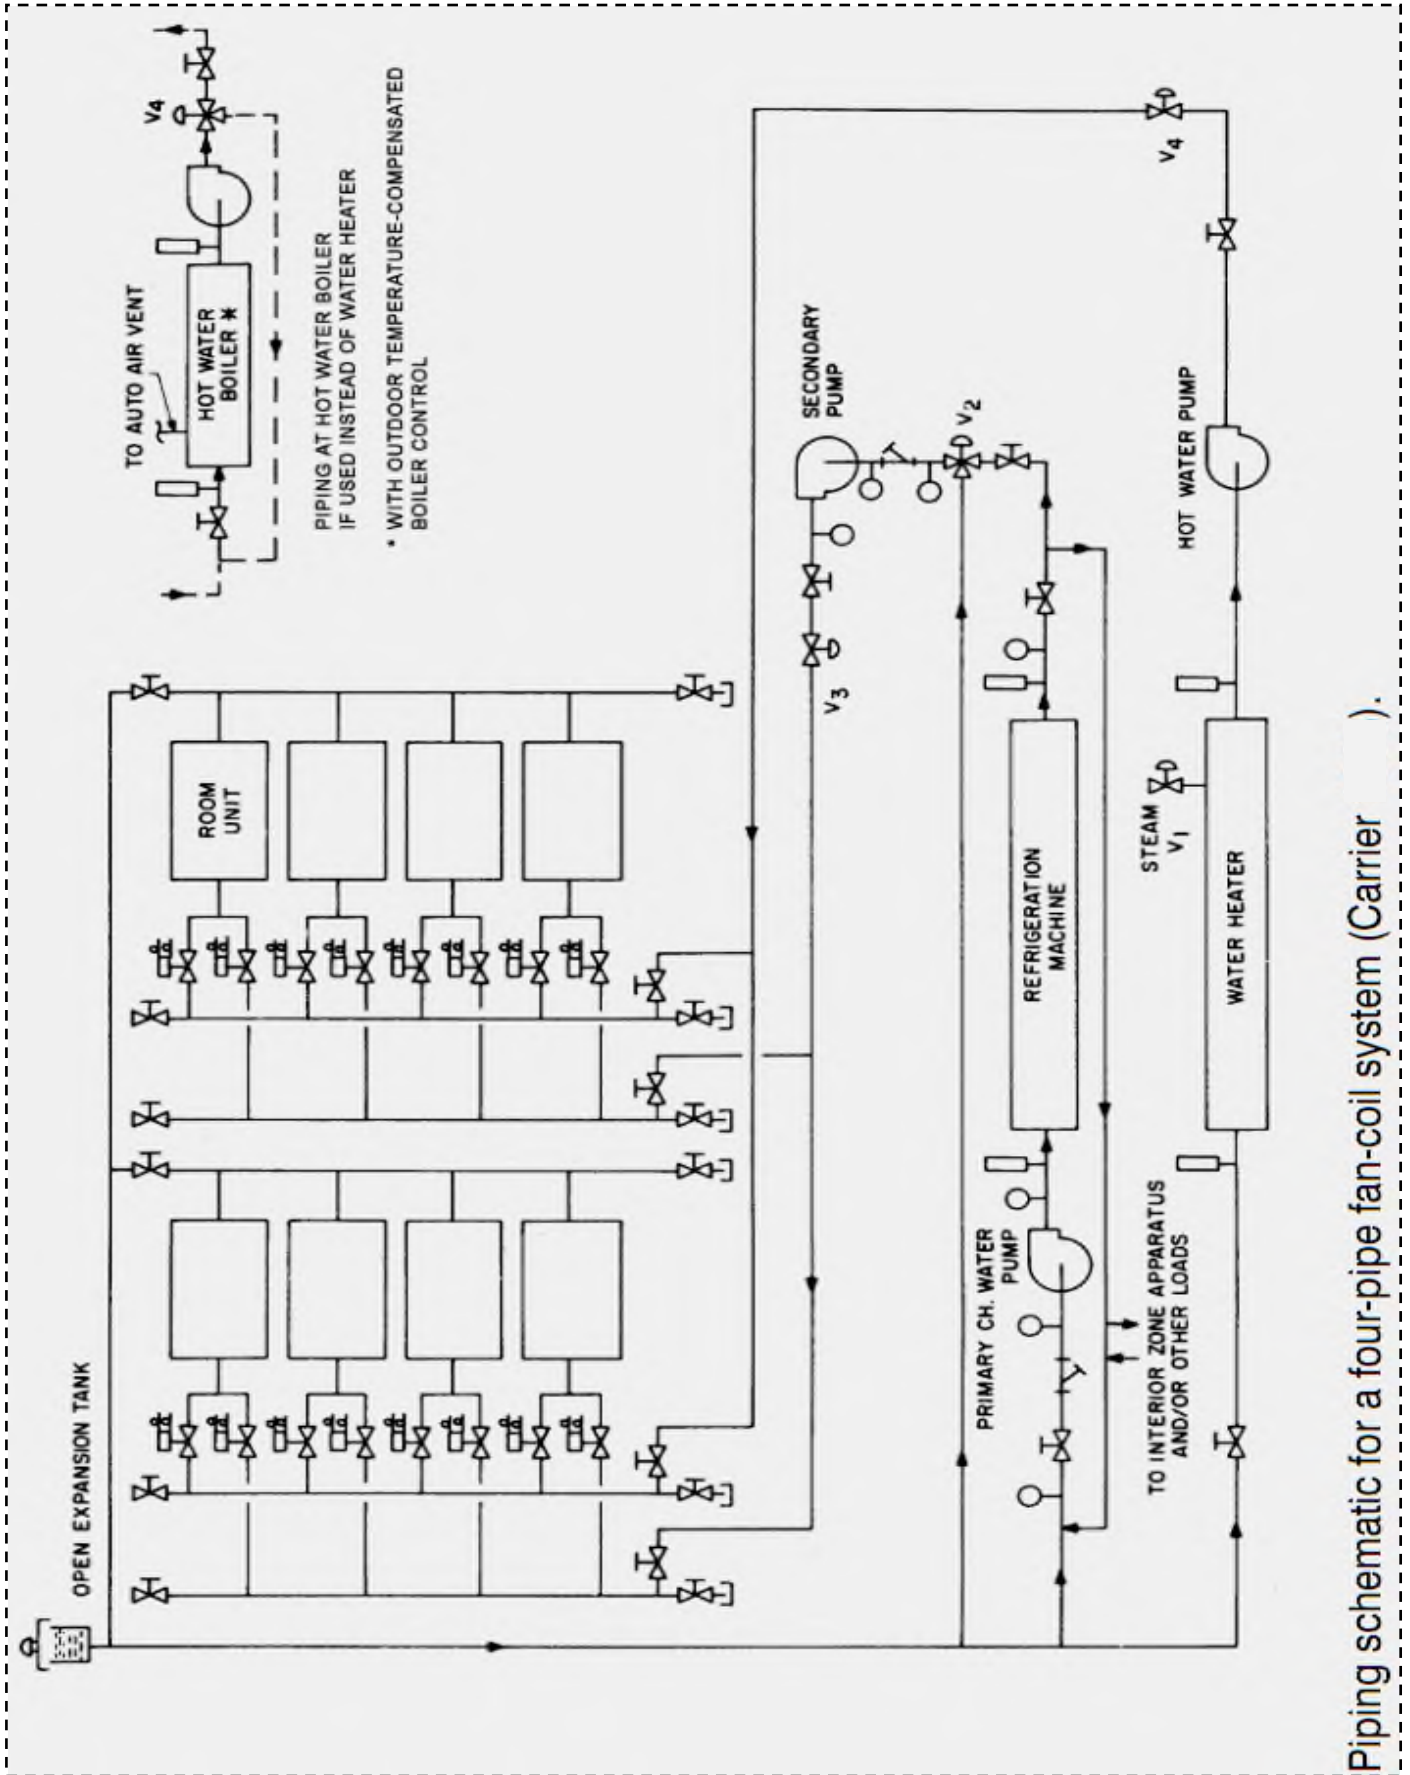 OPEN EXPANSION TANK
ROOM
UNIT
TO AUTO AIR VENT
HOT WATER
BOILER *
V4
PIPING AT HOT WATER BOILER
IF USED INSTEAD OF WATER HEATER
* WITH OUTDOOR TEMPERATURE-COMPENSATED
BOILER CONTROL
SECONDARY
PUMP
V3
V2
V4
PRIMARY CH. WATER
PUMP
REFRIGERATION
MACHINE
TO INTERIOR ZONE APPARATUS
AND/OR OTHER LOADS
STEAM
V1
WATER HEATER
HOT WATER PUMP
Piping schematic for a four-pipe fan-coil system (Carrier ).